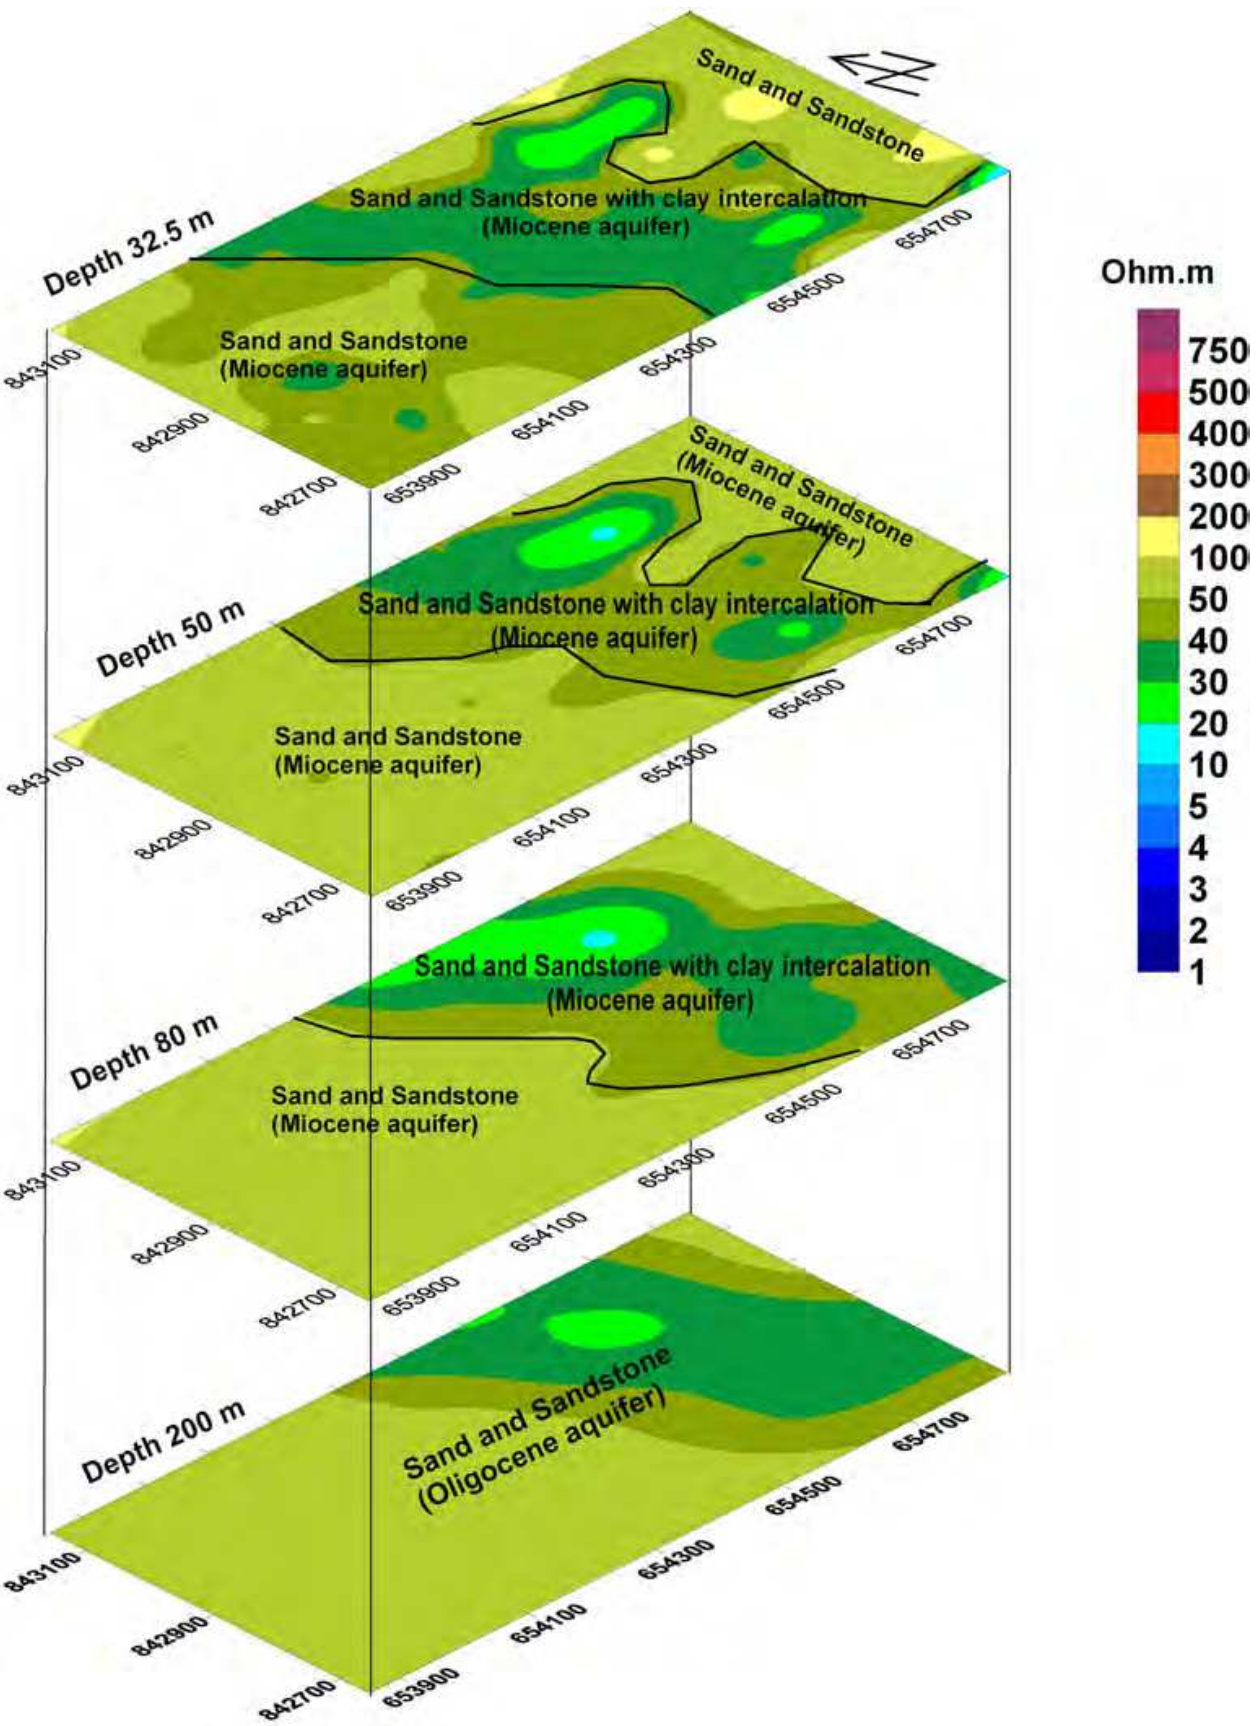 Sand and Sandstone
N
Sand and Sandstone with clay intercalation
(Miocene aquifer)
Depth 32.5 m
Sand and Sandstone
(Miocene aquifer)
843100
842900
842700
653900
654100
654300
654500
654700
Ohm.m
750
500
400
300
200
100
50
40
30
20
10
5
4
3
2
1
Sand and Sandstone
(Miocene aquifer)
Sand and Sandstone with clay intercalation
(Miocene aquifer)
Depth 50 m
Sand and Sandstone
(Miocene aquifer)
843100
842900
842700
653900
654100
654300
654500
654700
Sand and Sandstone with clay intercalation
(Miocene aquifer)
Depth 80 m
Sand and Sandstone
(Miocene aquifer)
843100
842900
842700
653900
654100
654300
654500
654700
Depth 200 m
Sand and Sandstone
(Oligocene aquifer)
843100
842900
842700
653900
654100
654300
654500
654700